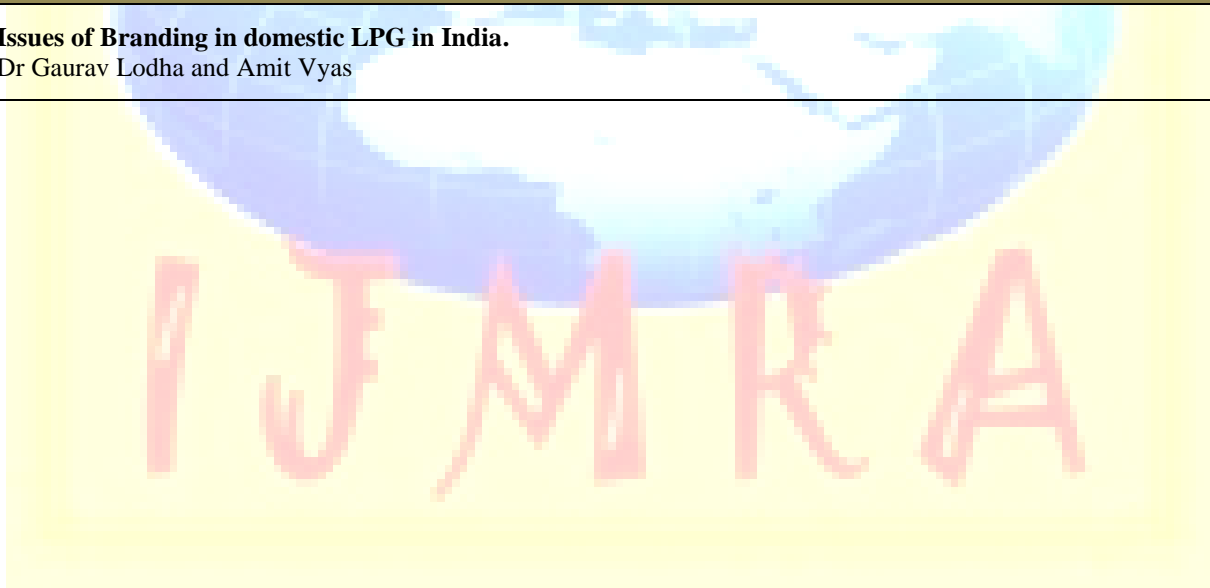 Issues of Branding in domestic LPG in India.
Dr Gaurav Lodha and Amit Vyas
IJMRA